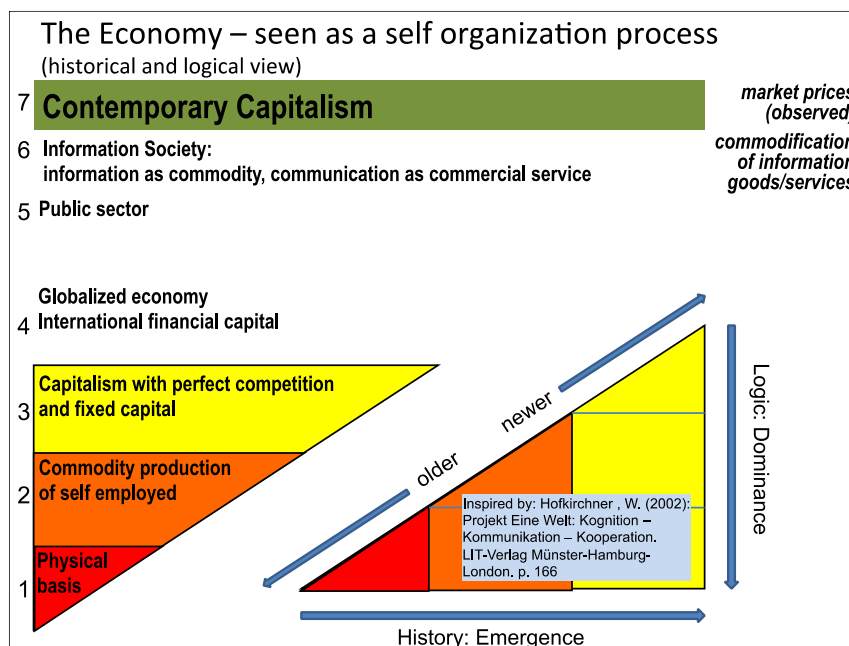 The Economy – seen as a self organization process
(historical and logical view)
7
Contemporary Capitalism
market prices
(observed)
6
Information Society:
information as commodity, communication as commercial service
commodification
of information
goods/services
5
Public sector
Globalized economy
4
International financial capital
Capitalism with perfect competition
and fixed capital
3
Commodity production
of self employed
2
Physical
basis
1
newer
older
Inspired by: Hofkirchner , W. (2002):
Projekt Eine Welt: Kognition –
Kommunikation – Kooperation.
LIT-Verlag Münster-Hamburg-
London. p. 166
Logic: Dominance
History: Emergence